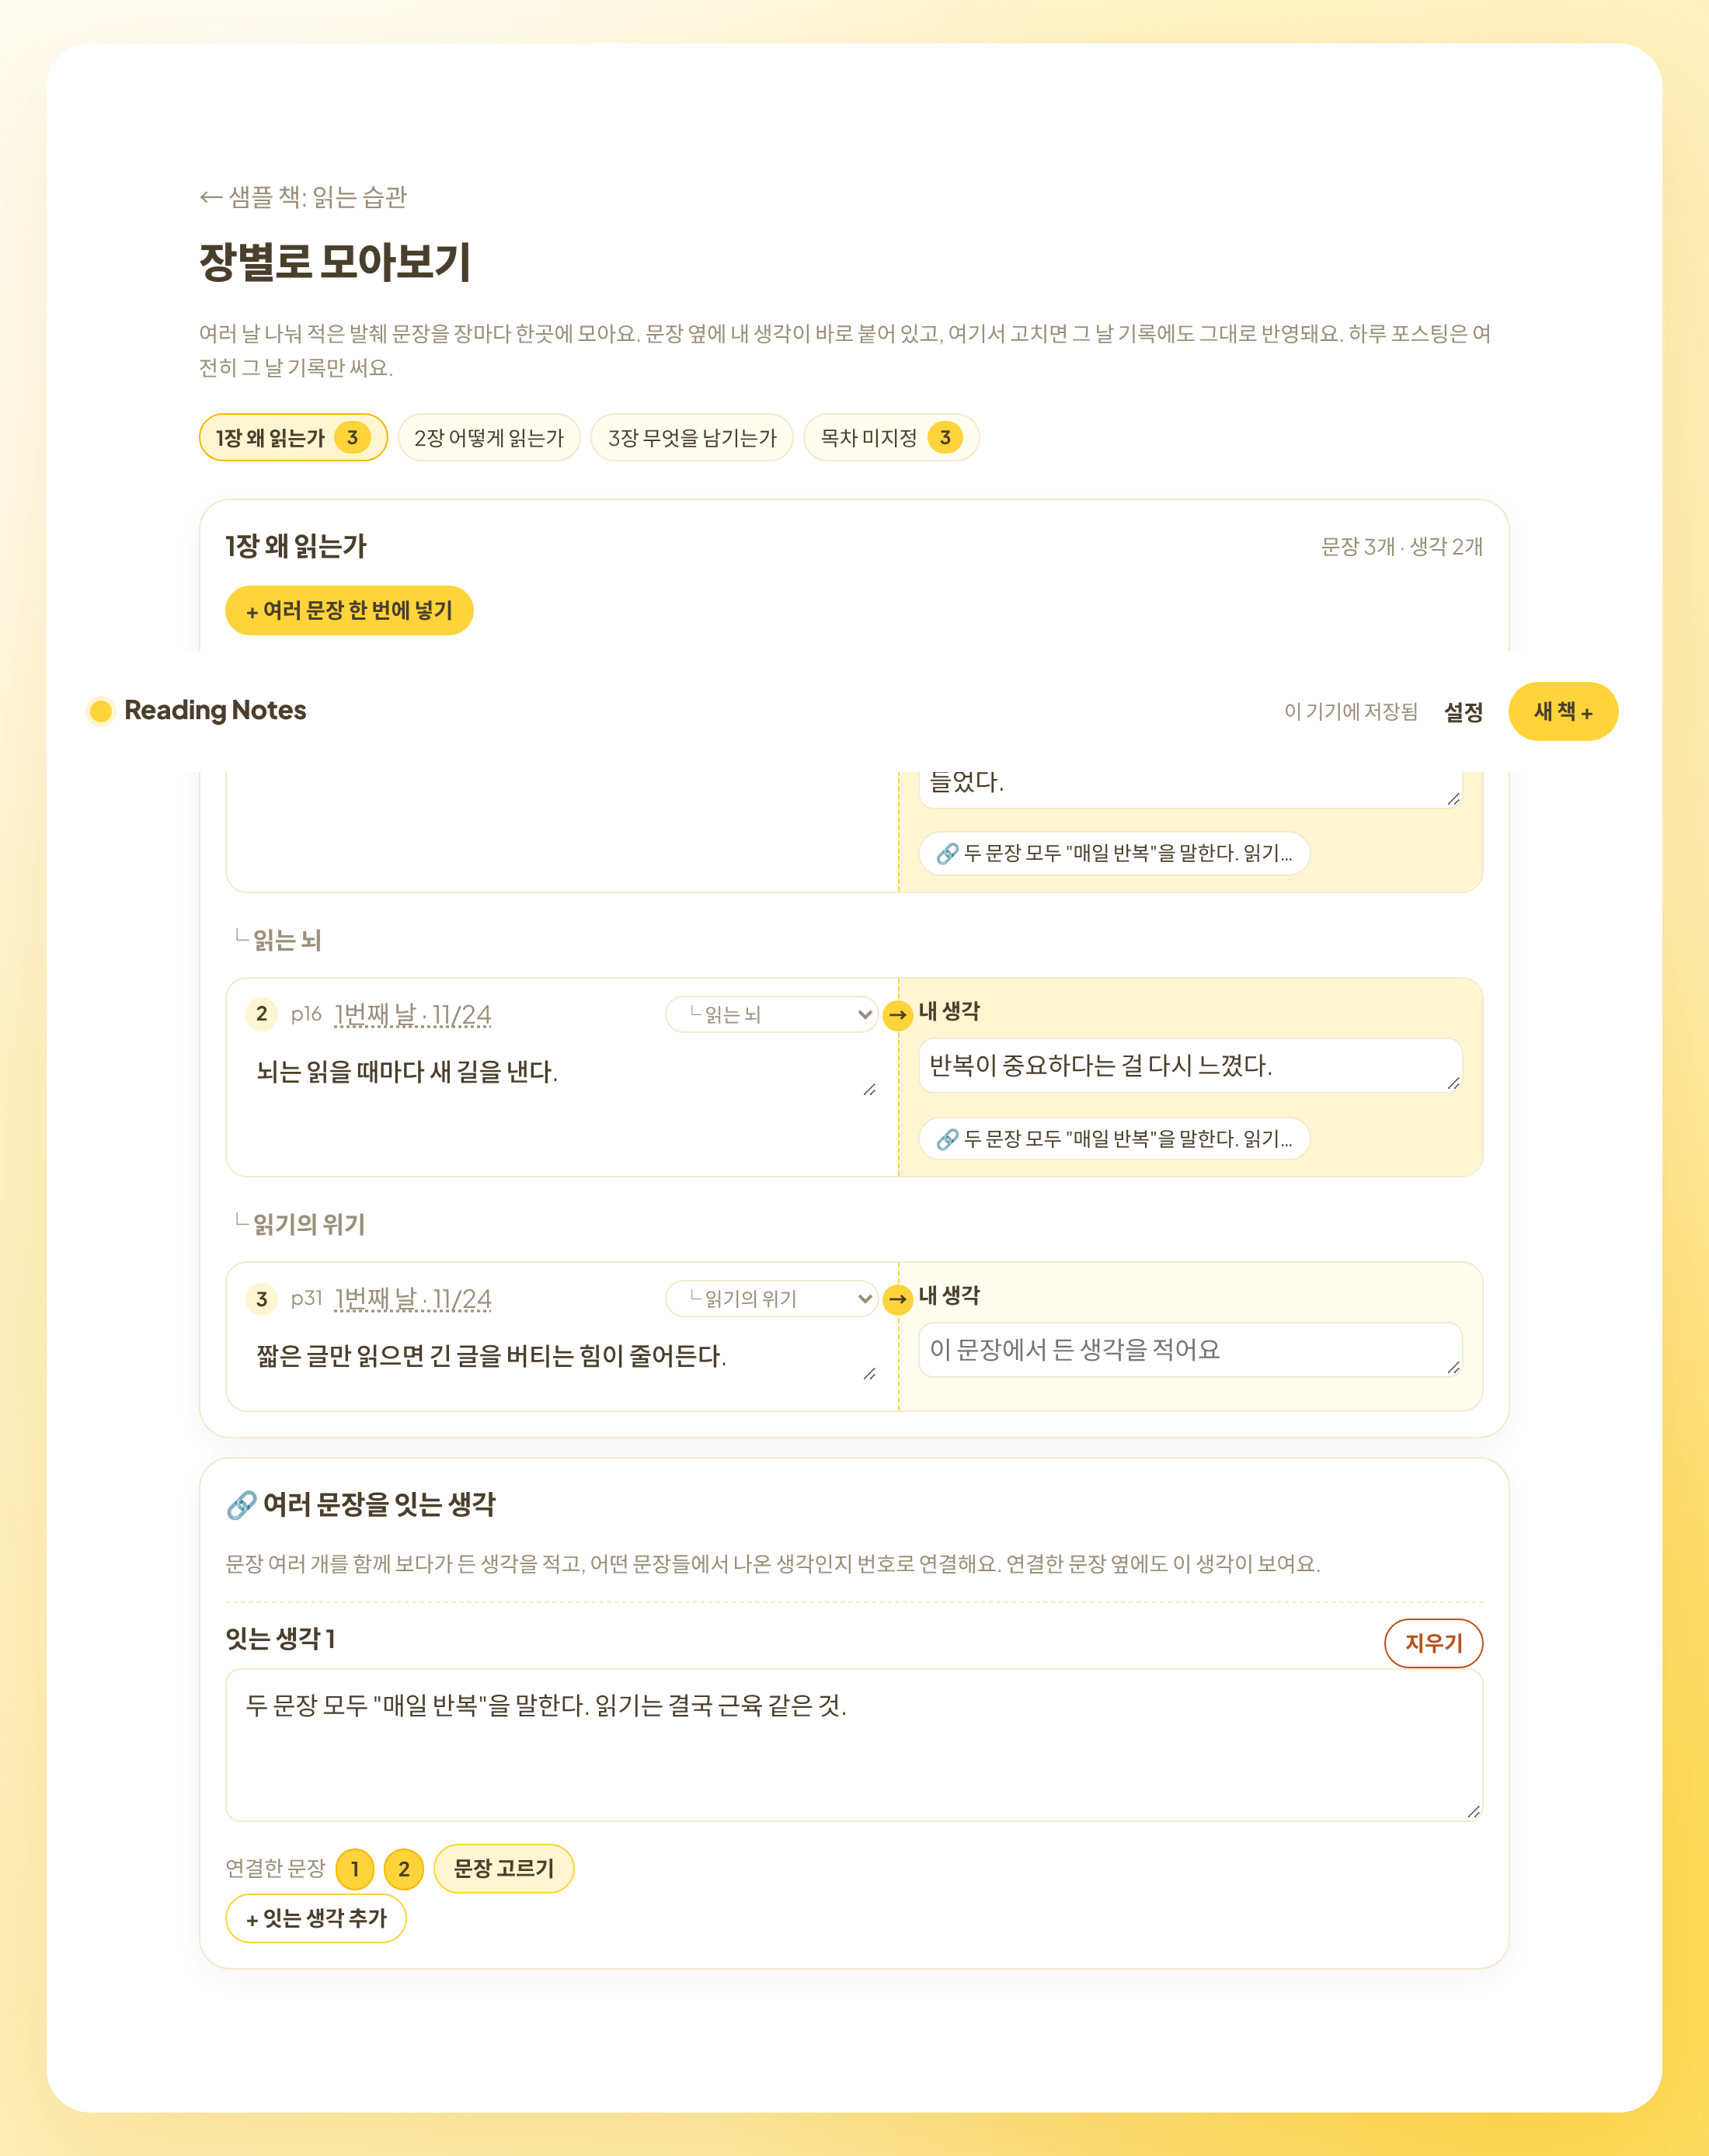 ← 샘플 책: 읽는 습관
장별로 모아보기
여러 날 나눠 적은 발췌 문장을 장마다 한곳에 모아요. 문장 옆에 내 생각이 바로 붙어 있고, 여기서 고치면 그 날 기록에도 그대로 반영돼요. 하루 포스팅은 여
전히 그 날 기록만 써요.
1장 왜 읽는가 3 2장 어떻게 읽는가 3장 무엇을 남기는가 목차 미지정 3
1장 왜 읽는가 문장 3개 · 생각 2개
+ 여러 문장 한 번에 넣기
Reading Notes 이 기기에 저장됨 설정 새 책 +
들었다.
🔗 두 문장 모두 "매일 반복"을 말한다. 읽기...
└ 읽는 뇌
2 p16 1번째 날 · 11/24 └ 읽는 뇌 → 내 생각
뇌는 읽을 때마다 새 길을 낸다.
반복이 중요하다는 걸 다시 느꼈다.
🔗 두 문장 모두 "매일 반복"을 말한다. 읽기...
└ 읽기의 위기
3 p31 1번째 날 · 11/24 └ 읽기의 위기 → 내 생각
짧은 글만 읽으면 긴 글을 버티는 힘이 줄어든다.
이 문장에서 든 생각을 적어요
🔗 여러 문장을 잇는 생각
문장 여러 개를 함께 보다가 든 생각을 적고, 어떤 문장들에서 나온 생각인지 번호로 연결해요. 연결한 문장 옆에도 이 생각이 보여요.
잇는 생각 1 지우기
두 문장 모두 "매일 반복"을 말한다. 읽기는 결국 근육 같은 것.
연결한 문장 1 2 문장 고르기
+ 잇는 생각 추가